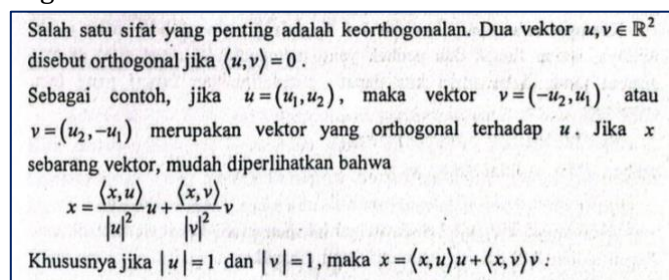 Salah satu sifat yang penting adalah keorthogonalan. Dua vektor u, v ∈ ℝ²
disebut orthogonal jika ⟨u, v⟩ = 0 .
Sebagai contoh, jika u = (u₁, u₂) , maka vektor v = (−u₂, u₁) atau
v = (u₂, −u₁) merupakan vektor yang orthogonal terhadap u. Jika x
sebarang vektor, mudah diperlihatkan bahwa
x = ⟨x, u⟩/|u|² u + ⟨x, v⟩/|v|² v
Khususnya jika |u| = 1 dan |v| = 1, maka x = ⟨x, u⟩u + ⟨x, v⟩v .